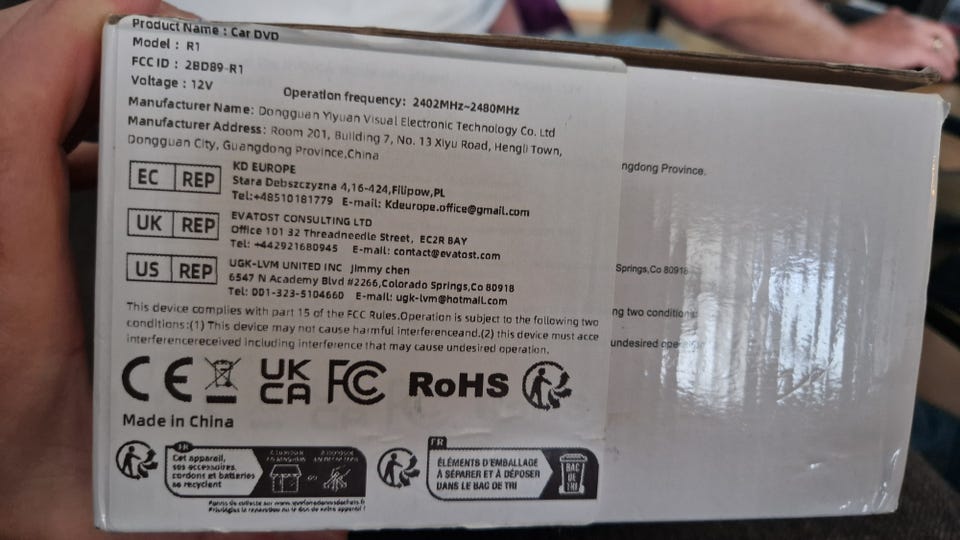 Product Name : Car DVD
Model : R1
FCC ID : 2BD89-R1
Voltage : 12V
Operation frequency: 2402MHz~2480MHz
Manufacturer Name: Dongguan Yiyuan Visual Electronic Technology Co. Ltd
Manufacturer Address: Room 201, Building 7, No. 13 Xiyu Road, Hengli Town,
Dongguan City, Guangdong Province,China
EC REP
KD EUROPE
Stara Debszczyzna 4,16-424,Filipow,PL
Tel:+48510181779 E-mail: Kdeurope.office@gmail.com
UK REP
EVATOST CONSULTING LTD
Office 101 32 Threadneedle Street, EC2R BAY
Tel: +442921680945 E-mail: contact@evatost.com
US REP
UGK-LVM UNITED INC Jimmy chen
6547 N Academy Blvd #2266,Colorado Springs,Co 80918
Tel: 001-323-5104660 E-mail: ugk-lvm@hotmail.com
This device complies with part 15 of the FCC Rules.Operation is subject to the following two
conditions:(1) This device may not cause harmful interferenceand.(2) this device must acce
interferencereceived including interference that may cause undesired operation.
CE UK CA FC RoHS
Made in China
FR
Cet appareil,
ses accessoires,
cordons et batteries
se recyclent
OU
FR
ÉLÉMENTS D'EMBALLAGE
À SÉPARER ET À DÉPOSER
DANS LE BAC DE TRI
BAC
DE
TRI
ngdong Province.
Springs,Co 80918
ng two conditions
undesired ope